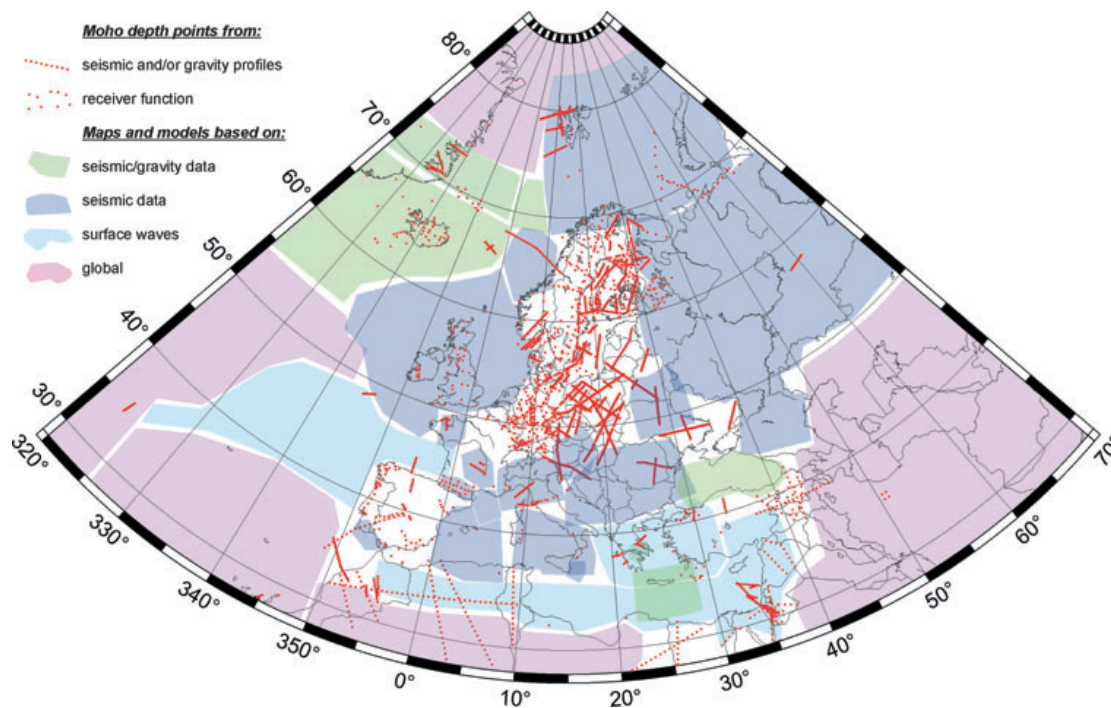 Moho depth points from:
seismic and/or gravity profiles
receiver function
Maps and models based on:
seismic/gravity data
seismic data
surface waves
global
80°
70°
60°
50°
40°
30°
320°
330°
340°
350°
0°
10°
20°
30°
40°
50°
60°
70°